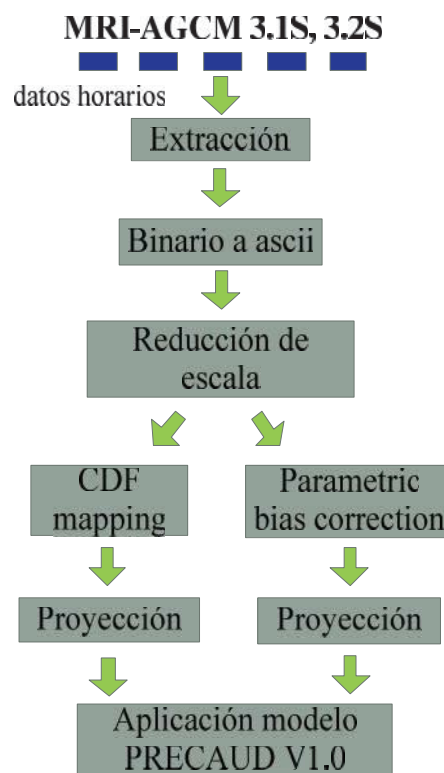 MRI-AGCM 3.1S, 3.2S
datos horarios
Extracción
Binario a ascii
Reducción de
escala
CDF
mapping
Parametric
bias correction
Proyección
Proyección
Aplicación modelo
PRECAUD V1.0